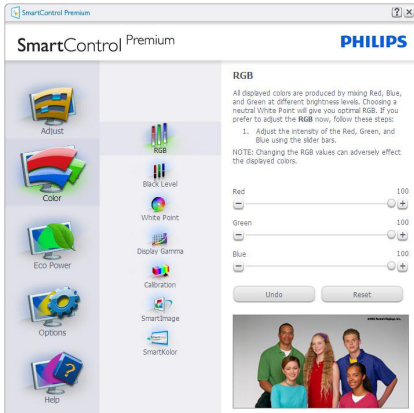 SmartControl Premium
SmartControl Premium
PHILIPS
Adjust
Color
Eco Power
Options
Help
RGB
Black Level
White Point
Display Gamma
Calibration
SmartImage
SmartKolor
RGB
All displayed colors are produced by mixing Red, Blue,
and Green at different brightness levels. Choosing a
neutral White Point will give you optimal RGB. If you
prefer to adjust the RGB now, follow these steps:
1. Adjust the intensity of the Red, Green, and
Blue using the slider bars.
NOTE: Changing the RGB values can adversely effect
the displayed colors.
Red 100
Green 100
Blue 100
Undo Reset